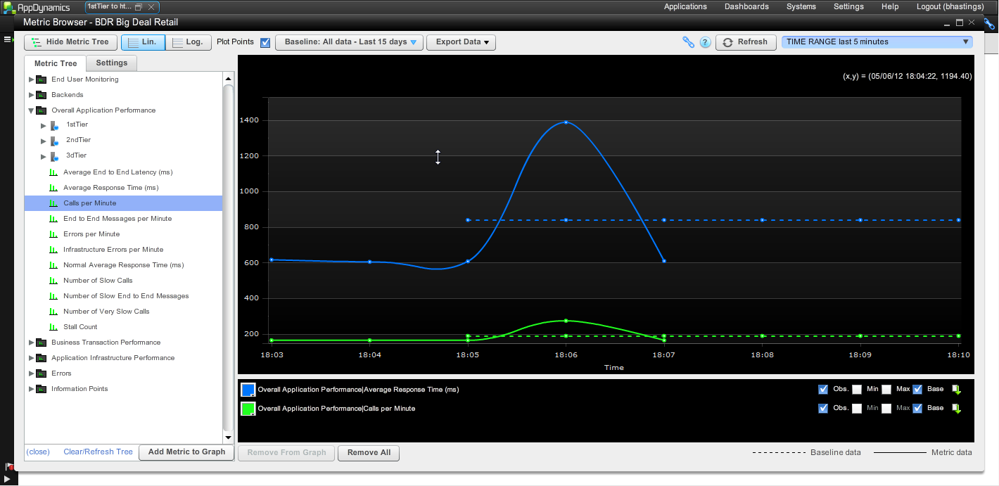 AppDynamics
1stTier to ht...
Applications Dashboards Systems Settings Help Logout (bhastings)
Metric Browser - BDR Big Deal Retail
Hide Metric Tree Lin. Log. Plot Points Baseline: All data - Last 15 days Export Data Refresh TIME RANGE last 5 minutes
Metric Tree Settings
End User Monitoring
Backends
Overall Application Performance
1stTier
2ndTier
3dTier
Average End to End Latency (ms)
Average Response Time (ms)
Calls per Minute
End to End Messages per Minute
Errors per Minute
Infrastructure Errors per Minute
Normal Average Response Time (ms)
Number of Slow Calls
Number of Slow End to End Messages
Number of Very Slow Calls
Stall Count
Business Transaction Performance
Application Infrastructure Performance
Errors
Information Points
(close) Clear/Refresh Tree Add Metric to Graph
(x,y) = (05/06/12 18:04:22, 1194.40)
1400
1200
1000
800
600
400
200
18:03 18:04 18:05 18:06 18:07 18:08 18:09 18:10
Time
Overall Application Performance|Average Response Time (ms) Obs. Min Max Base
Overall Application Performance|Calls per Minute Obs. Min Max Base
Remove From Graph Remove All Baseline data Metric data